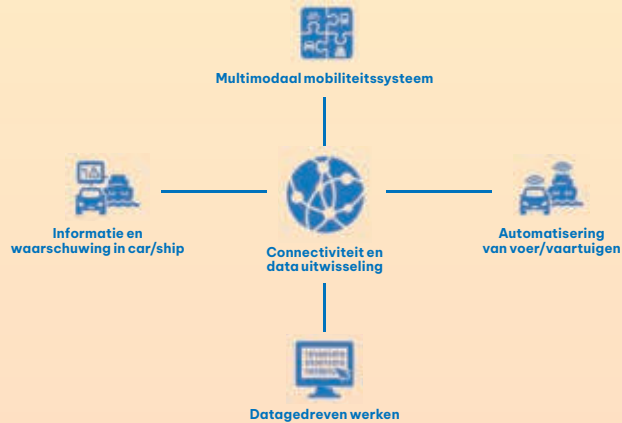 Multimodaal mobiliteitssysteem
Informatie en
waarschuwing in car/ship
Connectiviteit en
data uitwisseling
Automatisering
van voer/vaartuigen
Datagedreven werken